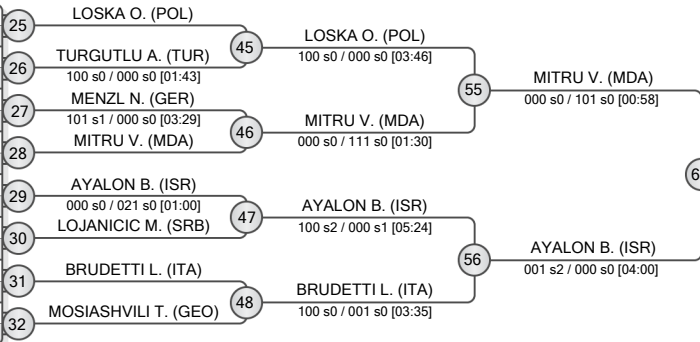 25
LOSKA O. (POL)
26
TURGUTLU A. (TUR)
100 s0 / 000 s0 [01:43]
27
MENZL N. (GER)
101 s1 / 000 s0 [03:29]
28
MITRU V. (MDA)
29
AYALON B. (ISR)
000 s0 / 021 s0 [01:00]
30
LOJANICIC M. (SRB)
31
BRUDETTI L. (ITA)
32
MOSIASHVILI T. (GEO)
45
LOSKA O. (POL)
100 s0 / 000 s0 [03:46]
46
MITRU V. (MDA)
000 s0 / 111 s0 [01:30]
47
AYALON B. (ISR)
100 s2 / 000 s1 [05:24]
48
BRUDETTI L. (ITA)
100 s0 / 001 s0 [03:35]
55
MITRU V. (MDA)
000 s0 / 101 s0 [00:58]
56
AYALON B. (ISR)
001 s2 / 000 s0 [04:00]